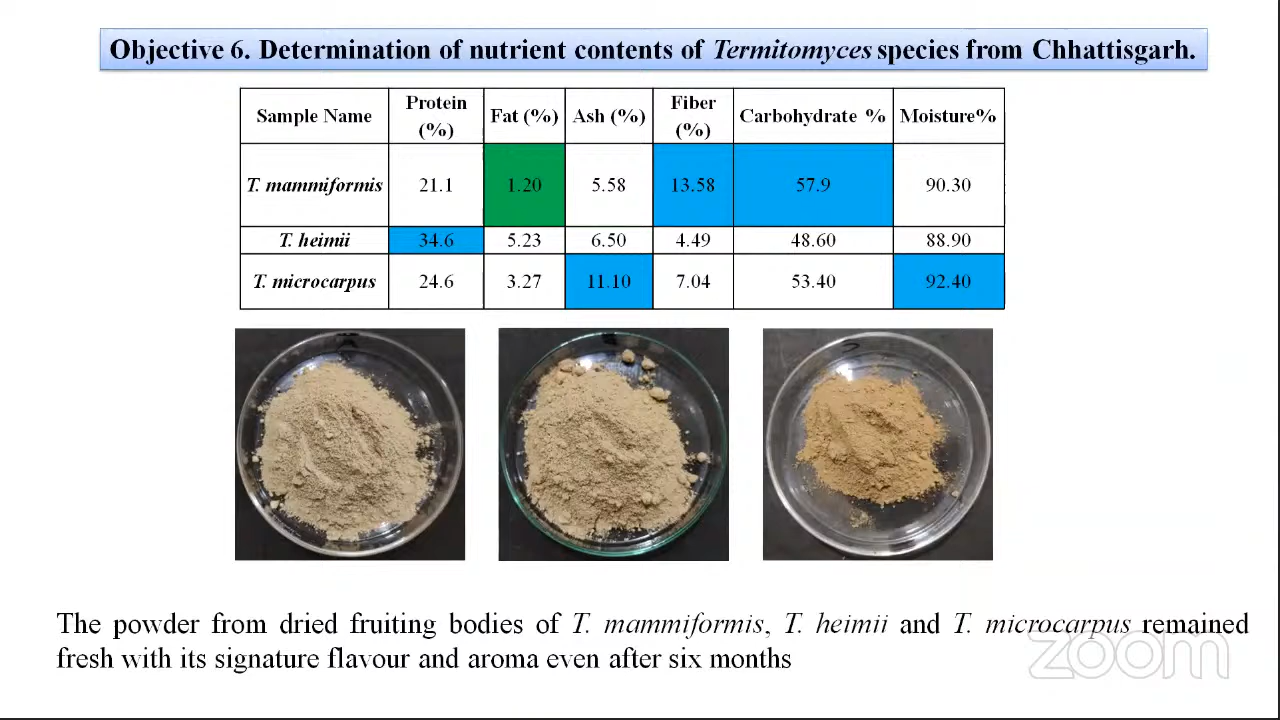 Objective 6. Determination of nutrient contents of Termitomyces species from Chhattisgarh.
Sample Name Protein (%) Fat (%) Ash (%) Fiber (%) Carbohydrate % Moisture%
T. mammiformis 21.1 1.20 5.58 13.58 57.9 90.30
T. heimii 34.6 5.23 6.50 4.49 48.60 88.90
T. microcarpus 24.6 3.27 11.10 7.04 53.40 92.40
The powder from dried fruiting bodies of T. mammiformis, T. heimii and T. microcarpus remained
fresh with its signature flavour and aroma even after six months
zoom